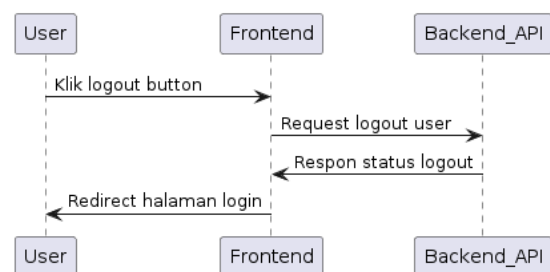 User
Frontend
Backend_API
Klik logout button
Request logout user
Respon status logout
Redirect halaman login
User
Frontend
Backend_API